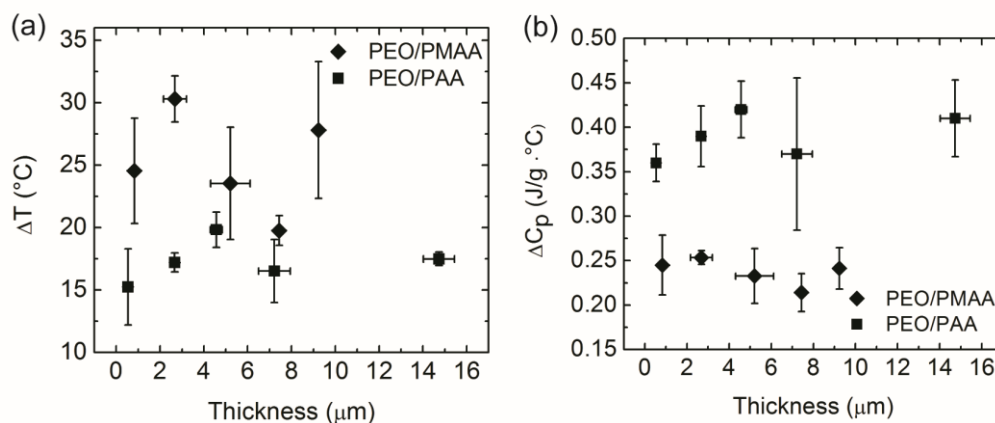 (a)
35
30
25
20
15
10
ΔT (°C)
PEO/PMAA
PEO/PAA
0 2 4 6 8 10 12 14 16
Thickness (μm)
(b)
0.50
0.45
0.40
0.35
0.30
0.25
0.20
0.15
ΔCp (J/g · °C)
PEO/PMAA
PEO/PAA
0 2 4 6 8 10 12 14 16
Thickness (μm)